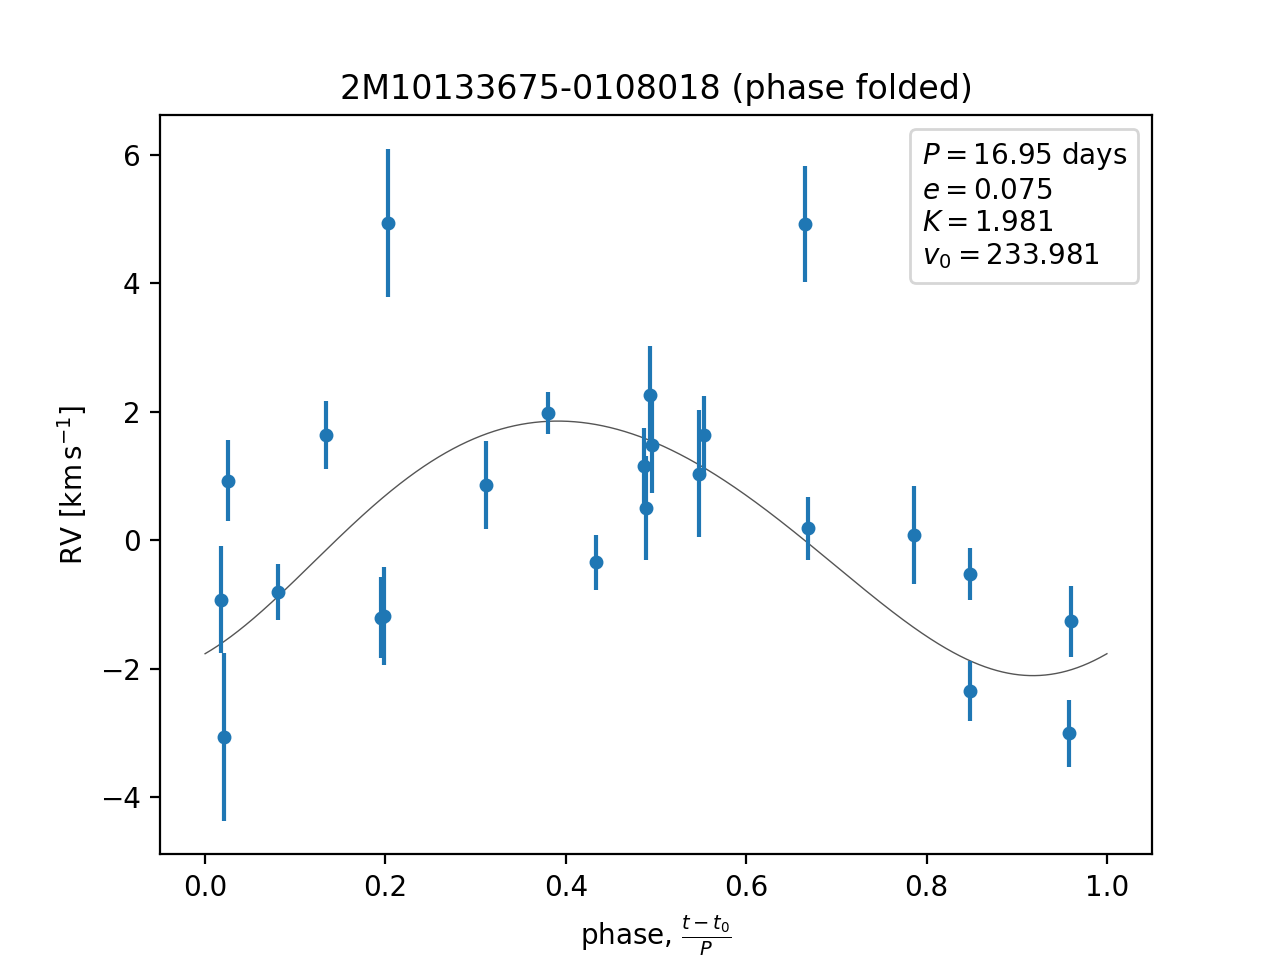 2M10133675-0108018 (phase folded)
P = 16.95 days
e = 0.075
K = 1.981
v₀ = 233.981
6
4
2
0
−2
−4
RV [km s⁻¹]
0.0 0.2 0.4 0.6 0.8 1.0
phase, (t − t₀)/P